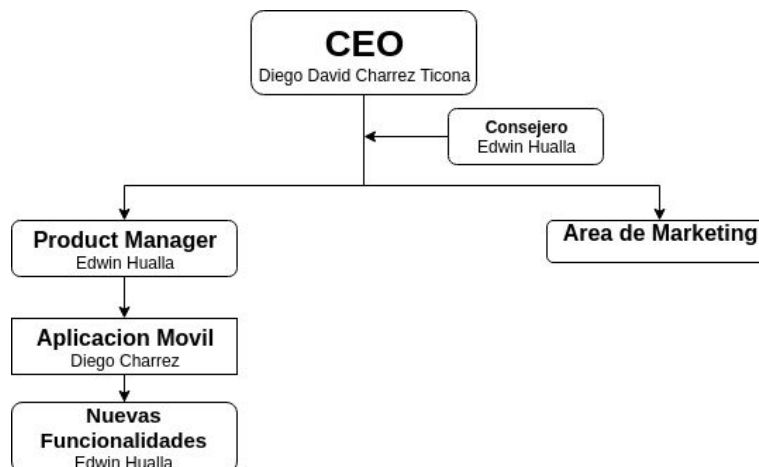 CEO
Diego David Charrez Ticona
Consejero
Edwin Hualla
Product Manager
Edwin Hualla
Area de Marketing
Aplicacion Movil
Diego Charrez
Nuevas
Funcionalidades
Edwin Hualla